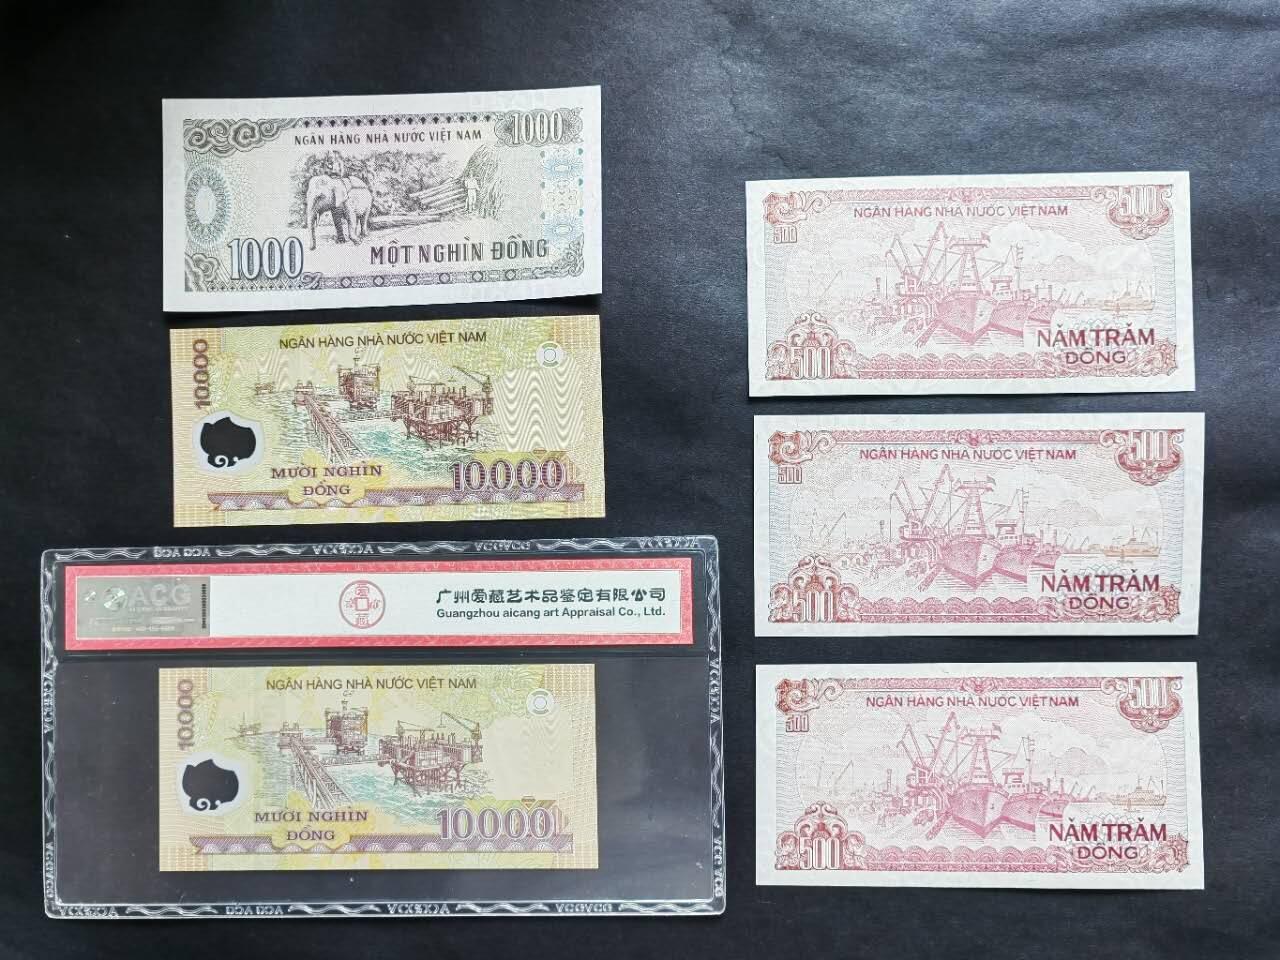 NGÂN HÀNG NHÀ NƯỚC VIỆT NAM
1000
1000
MỘT NGHÌN ĐỒNG
NGÂN HÀNG NHÀ NƯỚC VIỆT NAM
10.000
MƯỜI NGHÌN
ĐỒNG
10.000
ACG
广州爱藏艺术品鉴定有限公司
Guangzhou aicang art Appraisal Co., Ltd.
NGÂN HÀNG NHÀ NƯỚC VIỆT NAM
10.000
MƯỜI NGHÌN
ĐỒNG
10.000
NGÂN HÀNG NHÀ NƯỚC VIỆT NAM
500
500
NĂM TRĂM
ĐỒNG
500
NGÂN HÀNG NHÀ NƯỚC VIỆT NAM
500
500
NĂM TRĂM
ĐỒNG
500
NGÂN HÀNG NHÀ NƯỚC VIỆT NAM
500
500
NĂM TRĂM
ĐỒNG
500